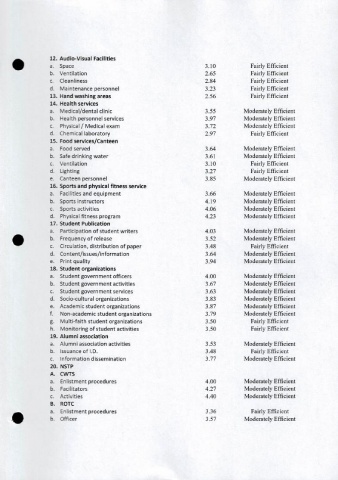 12. Audio-Visual Facilities
a. Space 3.10 Fairly Efficient
b. Ventilation 2.65 Fairly Efficient
c. Cleanliness 2.84 Fairly Efficient
d. Maintenance personnel 3.23 Fairly Efficient
13. Hand washing areas 2.56 Fairly Efficient
14. Health services
a. Medical/dental clinic 3.55 Moderately Efficient
b. Health personnel services 3.97 Moderately Efficient
c. Physical / Medical exam 3.72 Moderately Efficient
d. Chemical laboratory 2.97 Fairly Efficient
15. Food services/Canteen
a. Food served 3.64 Moderately Efficient
b. Safe drinking water 3.61 Moderately Efficient
c. Ventilation 3.10 Fairly Efficient
d. Lighting 3.27 Fairly Efficient
e. Canteen personnel 3.85 Moderately Efficient
16. Sports and physical fitness service
a. Facilities and equipment 3.66 Moderately Efficient
b. Sports instructors 4.19 Moderately Efficient
c. Sports activities 4.06 Moderately Efficient
d. Physical fitness program 4.23 Moderately Efficient
17. Student Publication
a. Participation of student writers 4.03 Moderately Efficient
b. Frequency of release 3.52 Moderately Efficient
c. Circulation, distribution of paper 3.48 Fairly Efficient
d. Content/issues/information 3.64 Moderately Efficient
e. Print quality 3.94 Moderately Efficient
18. Student organizations
a. Student government officers 4.00 Moderately Efficient
b. Student government activities 3.67 Moderately Efficient
c. Student government services 3.63 Moderately Efficient
d. Socio-cultural organizations 3.83 Moderately Efficient
e. Academic student organizations 3.87 Moderately Efficient
f. Non-academic student organizations 3.79 Moderately Efficient
g. Multi-faith student organizations 3.50 Fairly Efficient
h. Monitoring of student activities 3.50 Fairly Efficient
19. Alumni association
a. Alumni association activities 3.53 Moderately Efficient
b. Issuance of I.D. 3.48 Fairly Efficient
c. Information dissemination 3.77 Moderately Efficient
20. NSTP
A. CWTS
a. Enlistment procedures 4.00 Moderately Efficient
b. Facilitators 4.27 Moderately Efficient
c. Activities 4.40 Moderately Efficient
B. ROTC
a. Enlistment procedures 3.36 Fairly Efficient
b. Officer 3.57 Moderately Efficient